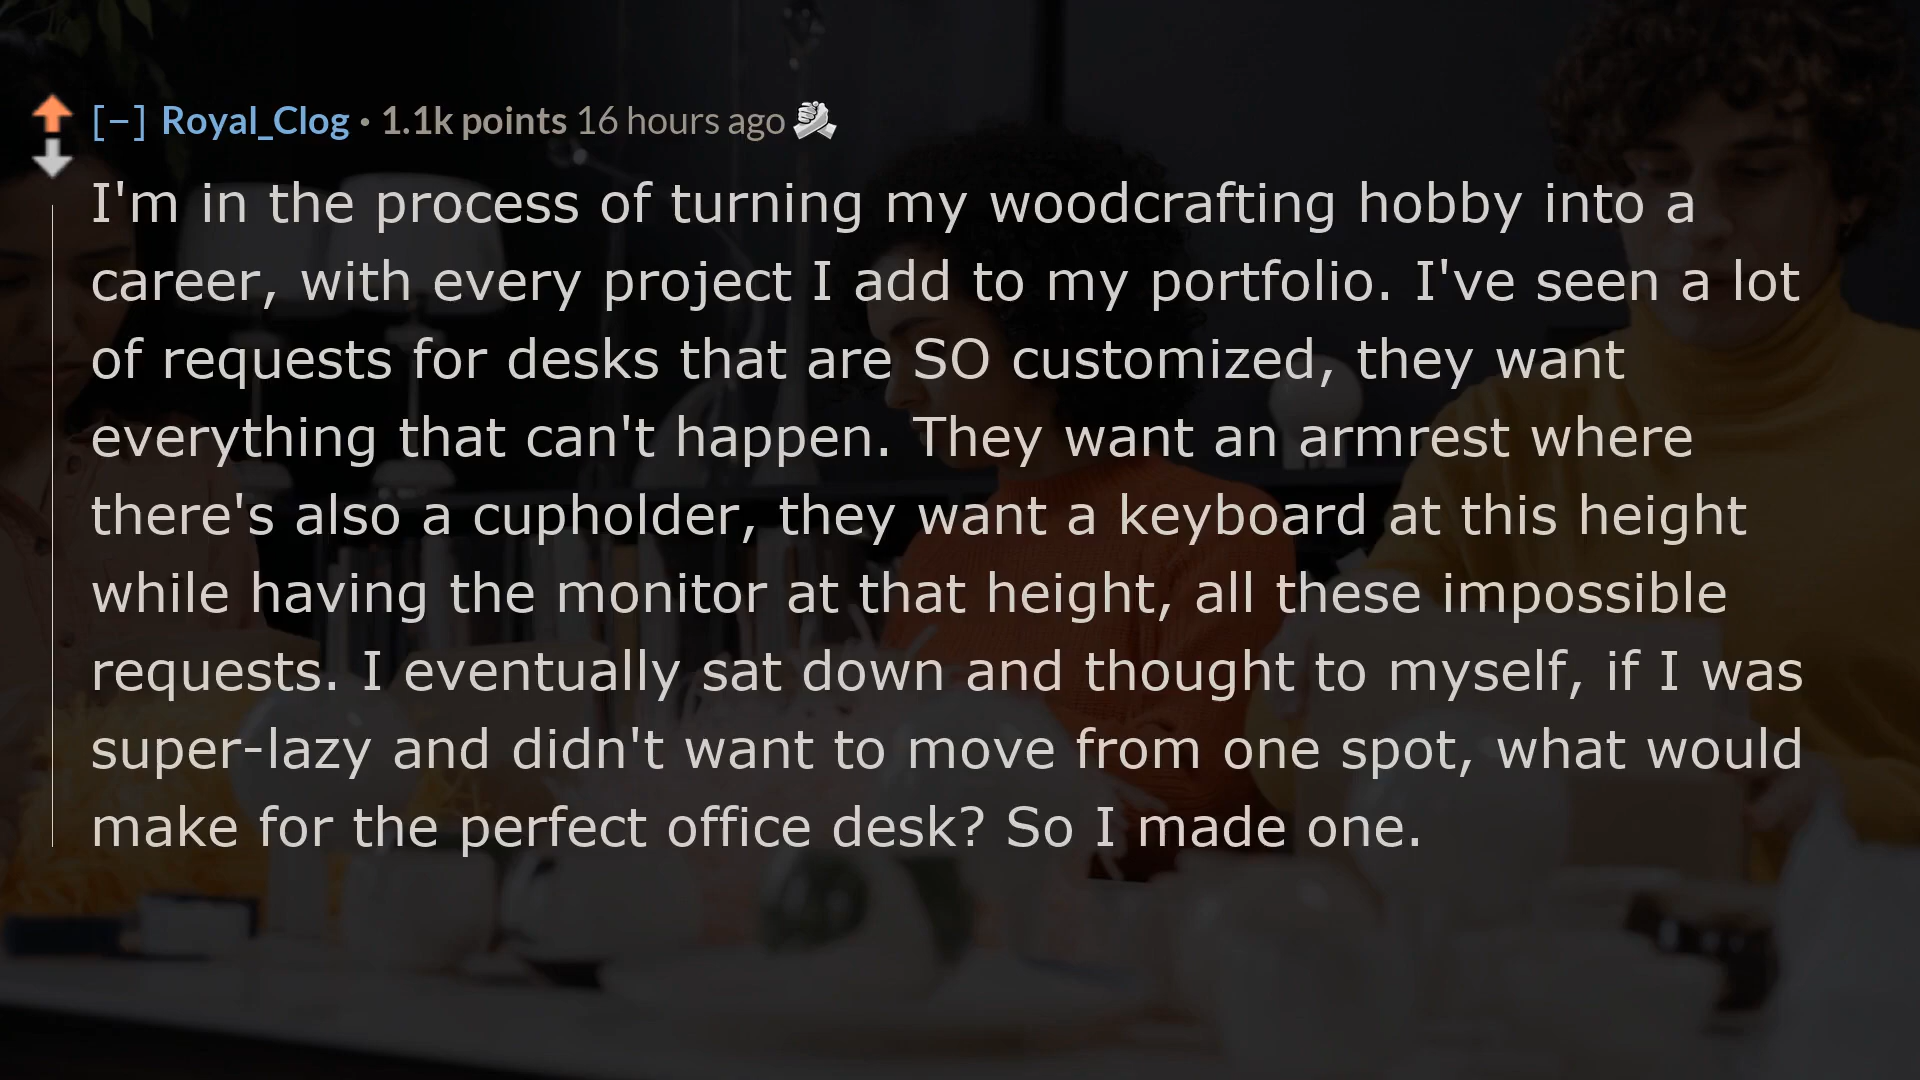 [–] Royal_Clog · 1.1k points 16 hours ago
I'm in the process of turning my woodcrafting hobby into a
career, with every project I add to my portfolio. I've seen a lot
of requests for desks that are SO customized, they want
everything that can't happen. They want an armrest where
there's also a cupholder, they want a keyboard at this height
while having the monitor at that height, all these impossible
requests. I eventually sat down and thought to myself, if I was
super-lazy and didn't want to move from one spot, what would
make for the perfect office desk? So I made one.